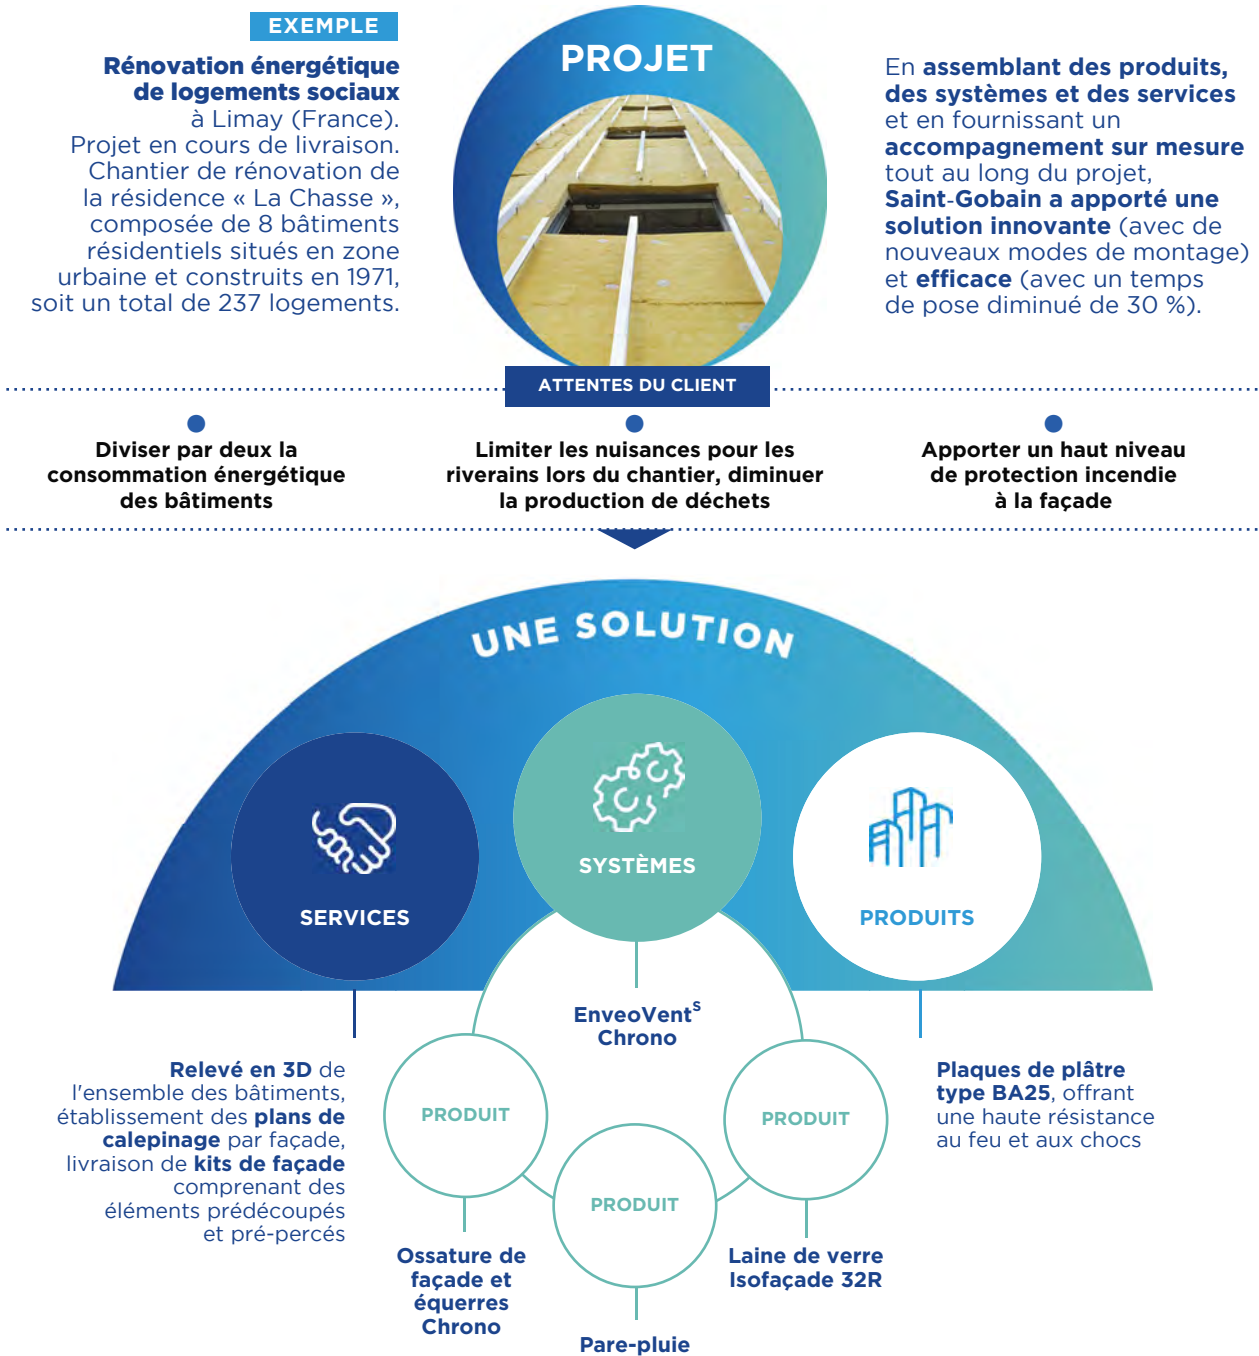 EXEMPLE
Rénovation énergétique
de logements sociaux
à Limay (France).
Projet en cours de livraison.
Chantier de rénovation de
la résidence « La Chasse »,
composée de 8 bâtiments
résidentiels situés en zone
urbaine et construits en 1971,
soit un total de 237 logements.
PROJET
En assemblant des produits,
des systèmes et des services
et en fournissant un
accompagnement sur mesure
tout au long du projet,
Saint-Gobain a apporté une
solution innovante (avec de
nouveaux modes de montage)
et efficace (avec un temps
de pose diminué de 30 %).
ATTENTES DU CLIENT
Diviser par deux la
consommation énergétique
des bâtiments
Limiter les nuisances pour les
riverains lors du chantier, diminuer
la production de déchets
Apporter un haut niveau
de protection incendie
à la façade
UNE SOLUTION
SERVICES
SYSTÈMES
PRODUITS
Relevé en 3D de
l'ensemble des bâtiments,
établissement des plans de
calepinage par façade,
livraison de kits de façade
comprenant des
éléments prédécoupés
et pré-percés
EnveoVentS
Chrono
PRODUIT
Ossature de
façade et
équerres
Chrono
PRODUIT
Pare-pluie
PRODUIT
Laine de verre
Isofaçade 32R
Plaques de plâtre
type BA25, offrant
une haute résistance
au feu et aux chocs